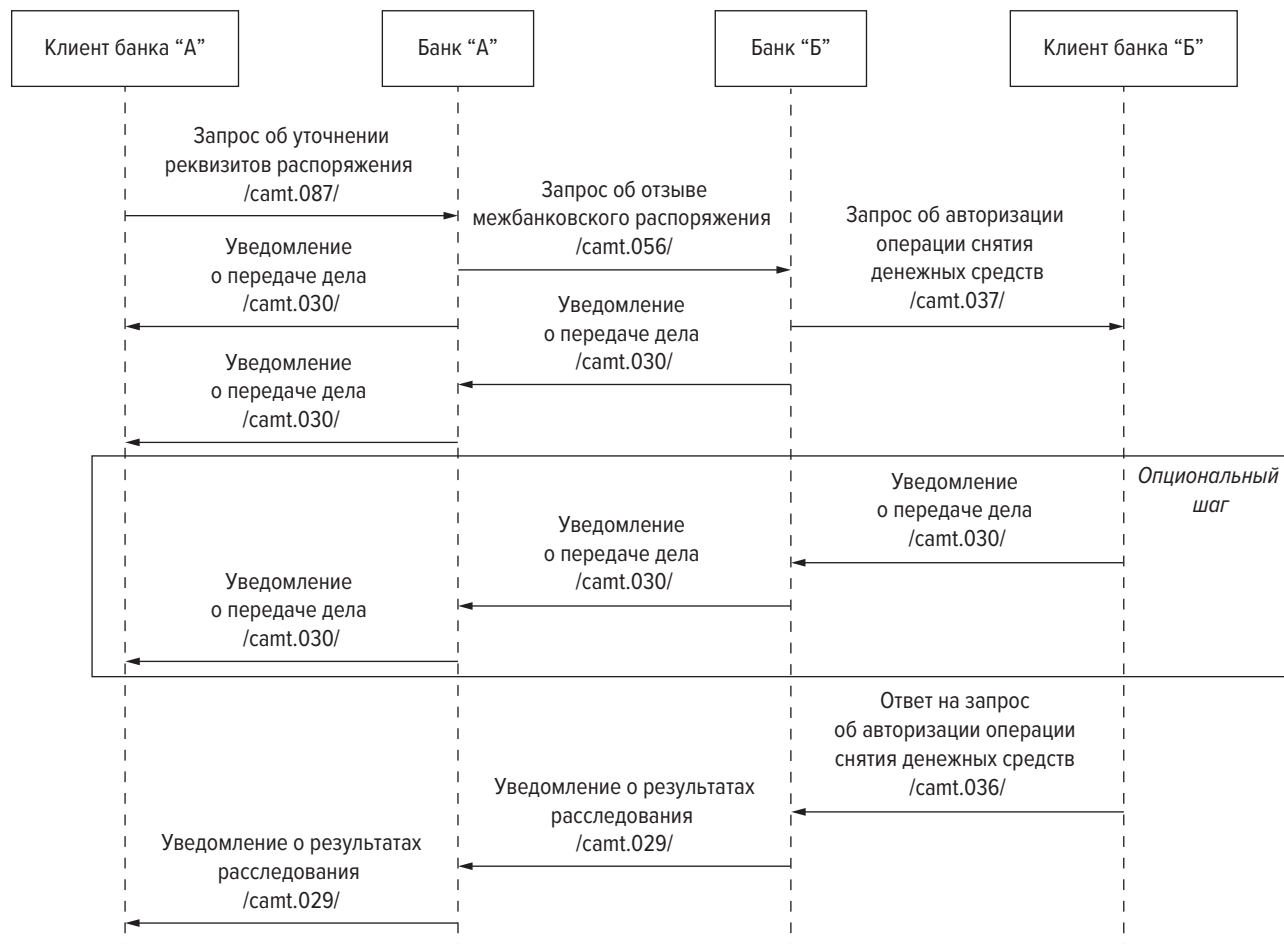 Клиент банка “А”
Банк “А”
Банк “Б”
Клиент банка “Б”
Запрос об уточнении
реквизитов распоряжения
/camt.087/
Запрос об отзыве
межбанковского распоряжения
/camt.056/
Запрос об авторизации
операции снятия
денежных средств
/camt.037/
Уведомление
о передаче дела
/camt.030/
Уведомление
о передаче дела
/camt.030/
Уведомление
о передаче дела
/camt.030/
Опциональный
шаг
Уведомление
о передаче дела
/camt.030/
Уведомление
о передаче дела
/camt.030/
Уведомление
о передаче дела
/camt.030/
Ответ на запрос
об авторизации операции
снятия денежных средств
/camt.036/
Уведомление о результатах
расследования
/camt.029/
Уведомление о результатах
расследования
/camt.029/